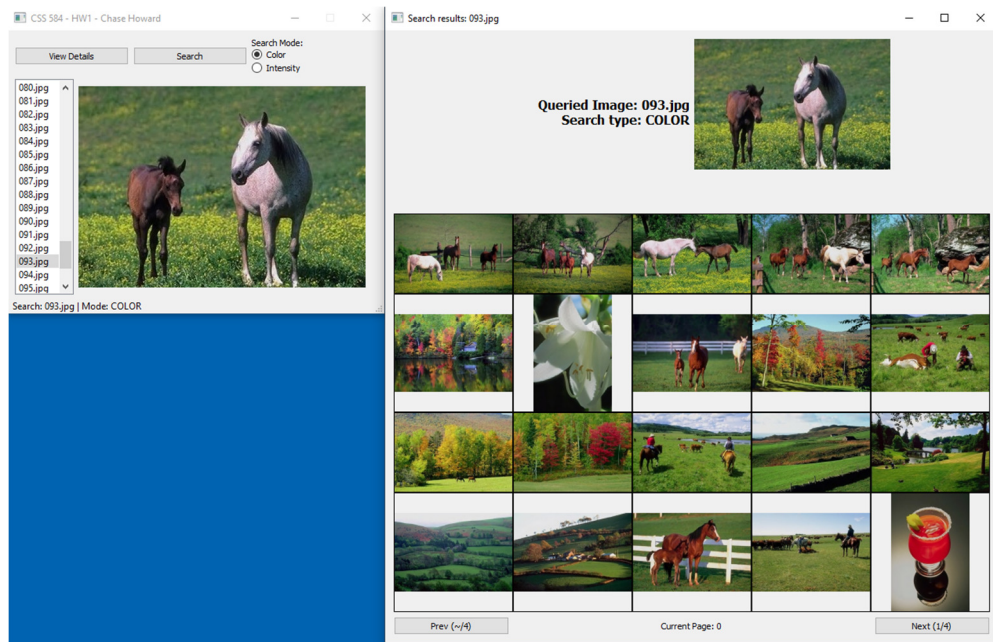 CSS 584 - HW1 - Chase Howard
View Details
Search
Search Mode:
Color
Intensity
080.jpg
081.jpg
082.jpg
083.jpg
084.jpg
085.jpg
086.jpg
087.jpg
088.jpg
089.jpg
090.jpg
091.jpg
092.jpg
093.jpg
094.jpg
095.jpg
Search: 093.jpg | Mode: COLOR
Search results: 093.jpg
Queried Image: 093.jpg
Search type: COLOR
Prev (~/4)
Current Page: 0
Next (1/4)